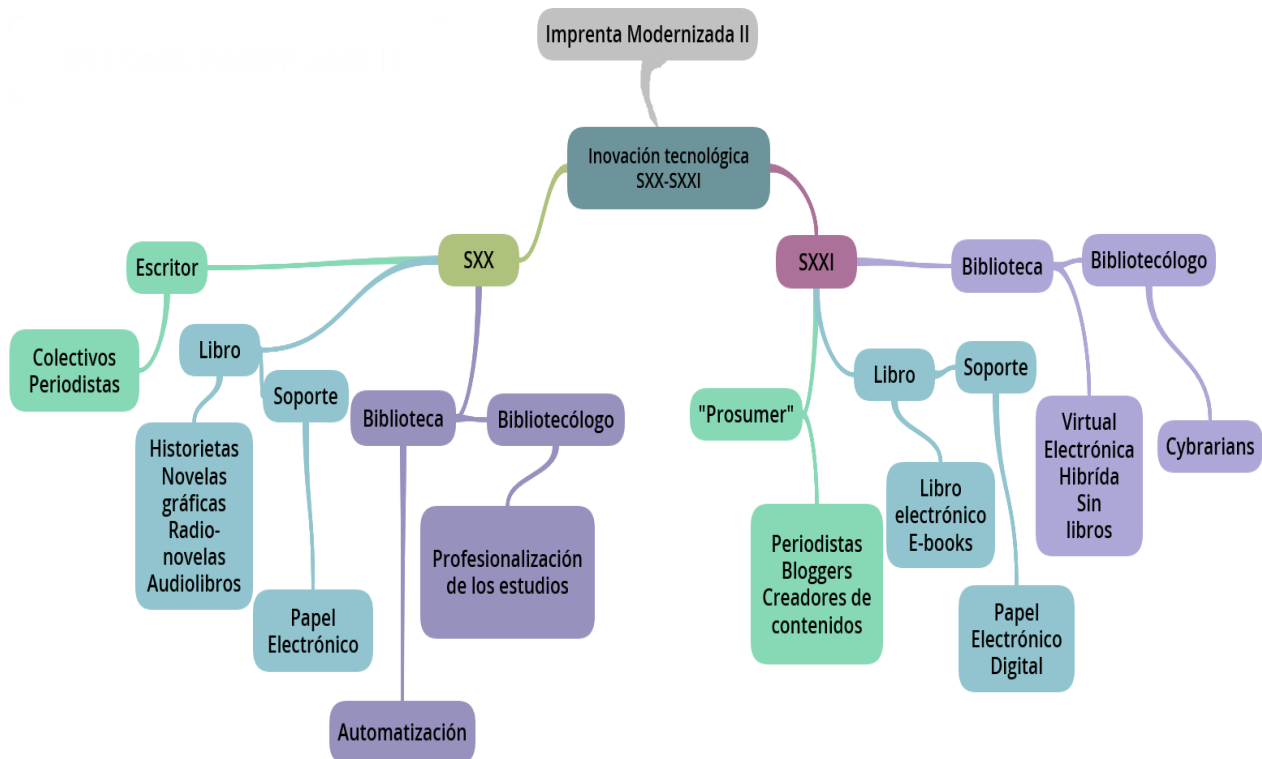 Imprenta Modernizada II
Inovación tecnológica
SXX-SXXI
SXX
Escritor
Colectivos
Periodistas
Libro
Historietas
Novelas
gráficas
Radio-
novelas
Audiolibros
Soporte
Papel
Electrónico
Biblioteca
Automatización
Bibliotecólogo
Profesionalización
de los estudios
SXXI
"Prosumer"
Periodistas
Bloggers
Creadores de
contenidos
Libro
Libro
electrónico
E-books
Soporte
Papel
Electrónico
Digital
Biblioteca
Virtual
Electrónica
Hibrída
Sin
libros
Bibliotecólogo
Cybrarians